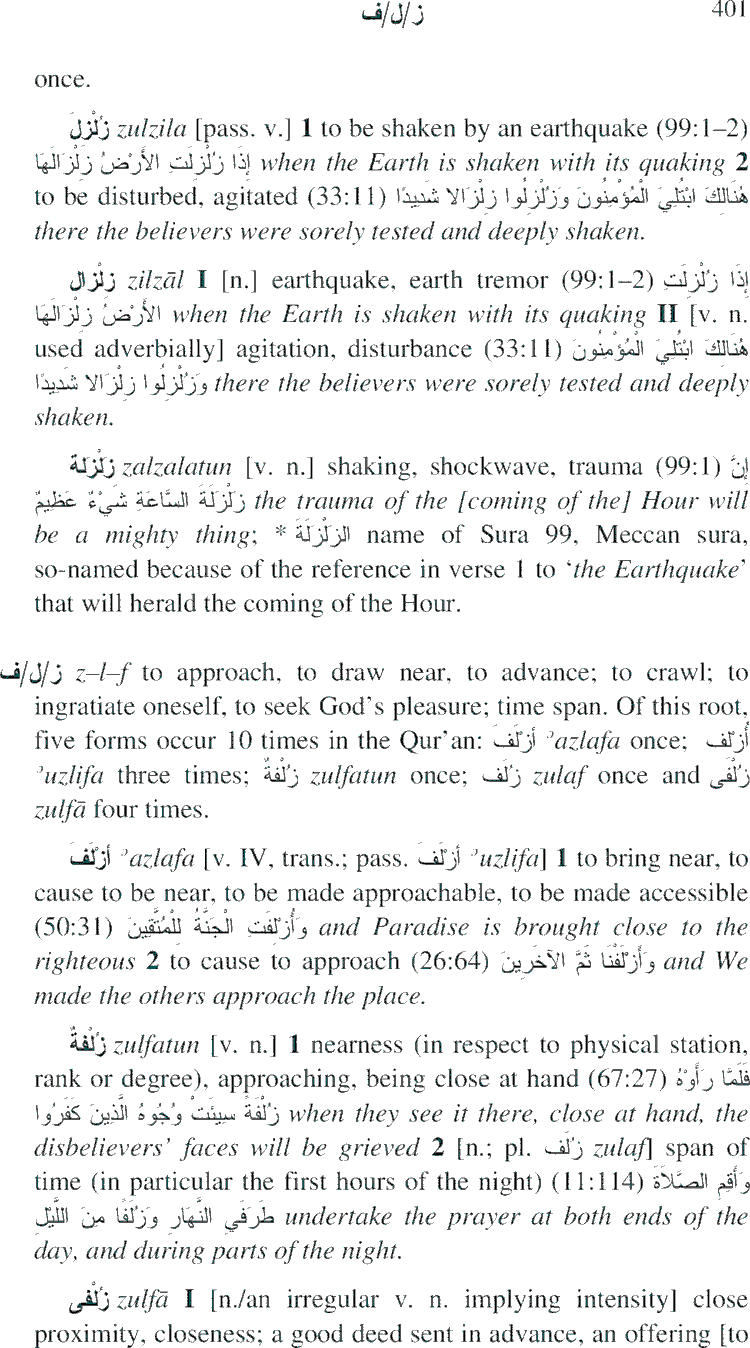 ز/ل/ف 401
once.
زُلْزِلَ zulzila [pass. v.] 1 to be shaken by an earthquake (99:1–2)
إِذَا زُلْزِلَتِ الأَرْضُ زِلْزَالَهَا when the Earth is shaken with its quaking 2
to be disturbed, agitated (33:11) هُنَالِكَ ابْتُلِيَ الْمُؤْمِنُونَ وَزُلْزِلُوا زِلْزَالا شَدِيدًا
there the believers were sorely tested and deeply shaken.
زِلْزال zilzāl I [n.] earthquake, earth tremor (99:1–2) إِذَا زُلْزِلَتِ
الأَرْضُ زِلْزَالَهَا when the Earth is shaken with its quaking II [v. n.
used adverbially] agitation, disturbance (33:11) هُنَالِكَ ابْتُلِيَ الْمُؤْمِنُونَ
وَزُلْزِلُوا زِلْزَالا شَدِيدًا there the believers were sorely tested and deeply
shaken.
زَلْزَلة zalzalatun [v. n.] shaking, shockwave, trauma (99:1) إِنَّ
زَلْزَلَةَ السَّاعَةِ شَيْءٌ عَظِيمٌ the trauma of the [coming of the] Hour will
be a mighty thing; * الزلْزَلَةَ name of Sura 99, Meccan sura,
so-named because of the reference in verse 1 to ‘the Earthquake’
that will herald the coming of the Hour.
ز/ل/ف z–l–f to approach, to draw near, to advance; to crawl; to
ingratiate oneself, to seek God’s pleasure; time span. Of this root,
five forms occur 10 times in the Qur’an: أَزْلَفَ ʾazlafa once; أُزْلِف
ʾuzlifa three times; زُلْفةٌ zulfatun once; زُلَف zulaf once and زُلْفَى
zulfā four times.
أَزْلَفَ ʾazlafa [v. IV, trans.; pass. أُزْلِفَ ʾuzlifa] 1 to bring near, to
cause to be near, to be made approachable, to be made accessible
(50:31) وَأُزْلِفَتِ الْجَنَّةُ لِلْمُتَّقِينَ and Paradise is brought close to the
righteous 2 to cause to approach (26:64) وَأَزْلَفْنَا ثَمَّ الآخَرِينَ and We
made the others approach the place.
زُلْفةٌ zulfatun [v. n.] 1 nearness (in respect to physical station,
rank or degree), approaching, being close at hand (67:27) فَلَمَّا رَأَوْهُ
زُلْفَةً سِيئَتْ وُجُوهُ الَّذِينَ كَفَرُوا when they see it there, close at hand, the
disbelievers’ faces will be grieved 2 [n.; pl. زُلَف zulaf] span of
time (in particular the first hours of the night) (11:114) وَأَقِمِ الصَّلَاةَ
طَرَفَيِ النَّهَارِ وَزُلَفًا مِنَ اللَّيْلِ undertake the prayer at both ends of the
day, and during parts of the night.
زُلْفى zulfā I [n./an irregular v. n. implying intensity] close
proximity, closeness; a good deed sent in advance, an offering [to